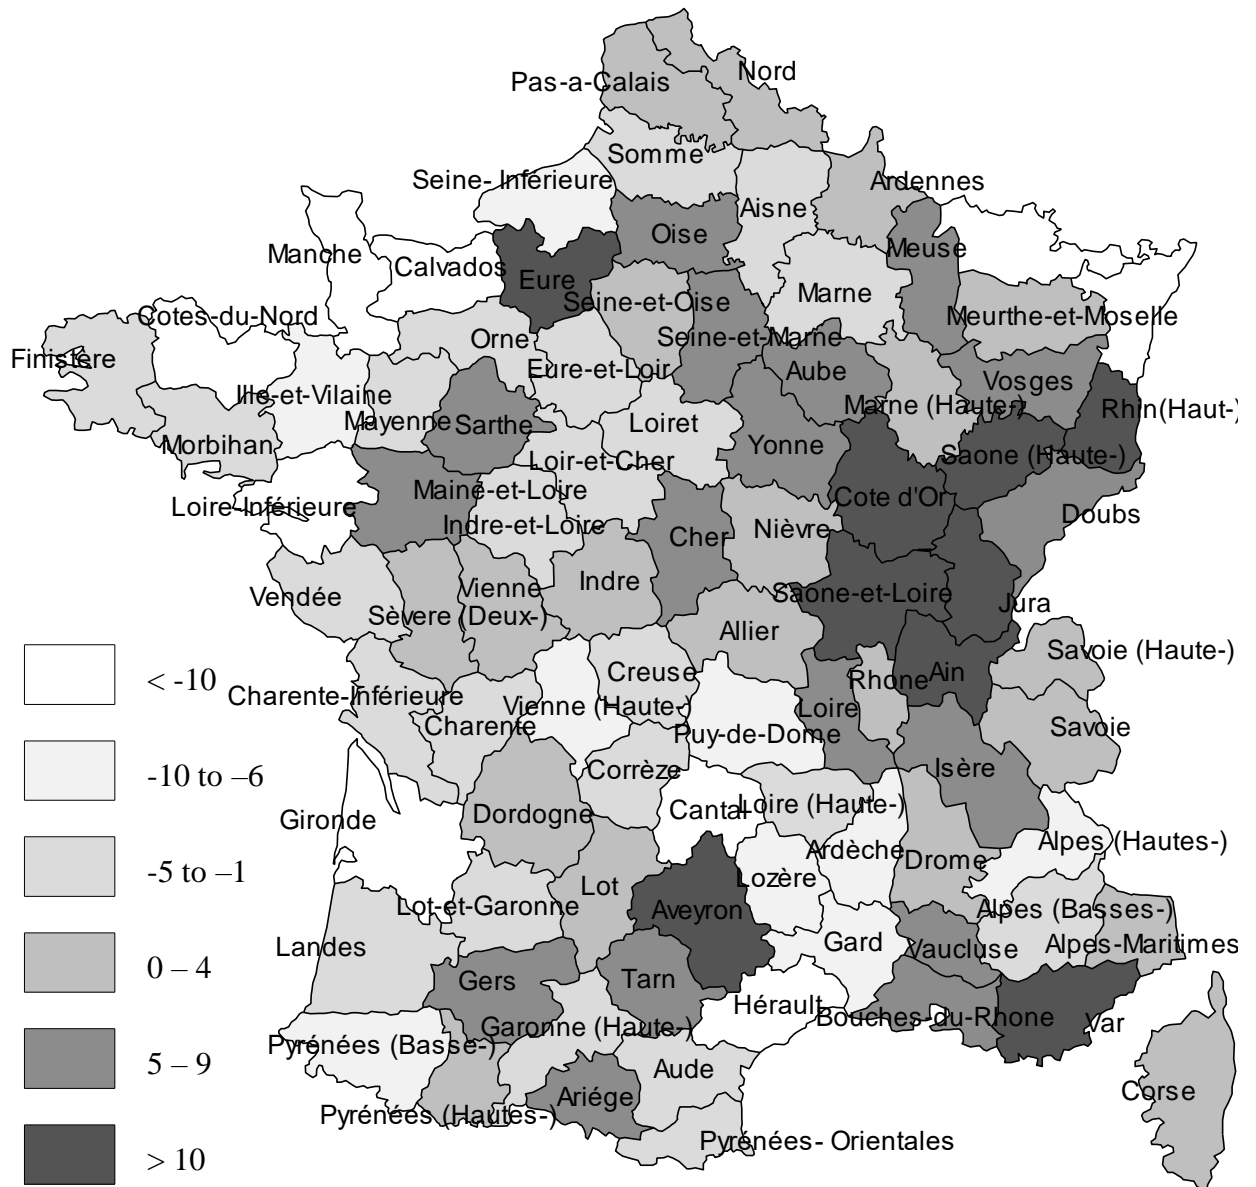 Nord
Pas-a-Calais
Somme
Seine- Inférieure
Ardennes
Aisne
Oise
Meuse
Manche
Calvados
Eure
Marne
Seine-et-Oise
Cotes-du-Nord
Meurthe-et-Moselle
Orne
Seine-et-Marne
Finistère
Eure-et-Loir
Aube
Vosges
Ille-et-Vilaine
Marne (Haute-)
Rhin(Haut-)
Mayenne
Sarthe
Loiret
Morbihan
Yonne
Saone (Haute-)
Loir-et-Cher
Maine-et-Loire
Cote d'Or
Loire-Inférieure
Doubs
Indre-et-Loire
Nièvre
Cher
Indre
Vienne
Saone-et-Loire
Vendée
Jura
Sèvere (Deux-)
Allier
Savoie (Haute-)
Creuse
Rhone
Ain
< -10
Charente-Inférieure
Vienne (Haute-)
Loire
Charente
Savoie
Puy-de-Dome
-10 to –6
Corrèze
Isère
Loire (Haute-)
Cantal
Dordogne
Gironde
Alpes (Hautes-)
Ardèche
Drome
-5 to –1
Lozère
Lot
Lot-et-Garonne
Aveyron
Alpes (Basses-)
Gard
Landes
Vaucluse
Alpes-Maritimes
0 – 4
Gers
Tarn
Hérault
Bouches-du-Rhone
Var
Garonne (Haute-)
Pyrénées (Basse-)
5 – 9
Aude
Corse
Ariége
Pyrénées (Hautes-)
Pyrénées- Orientales
> 10